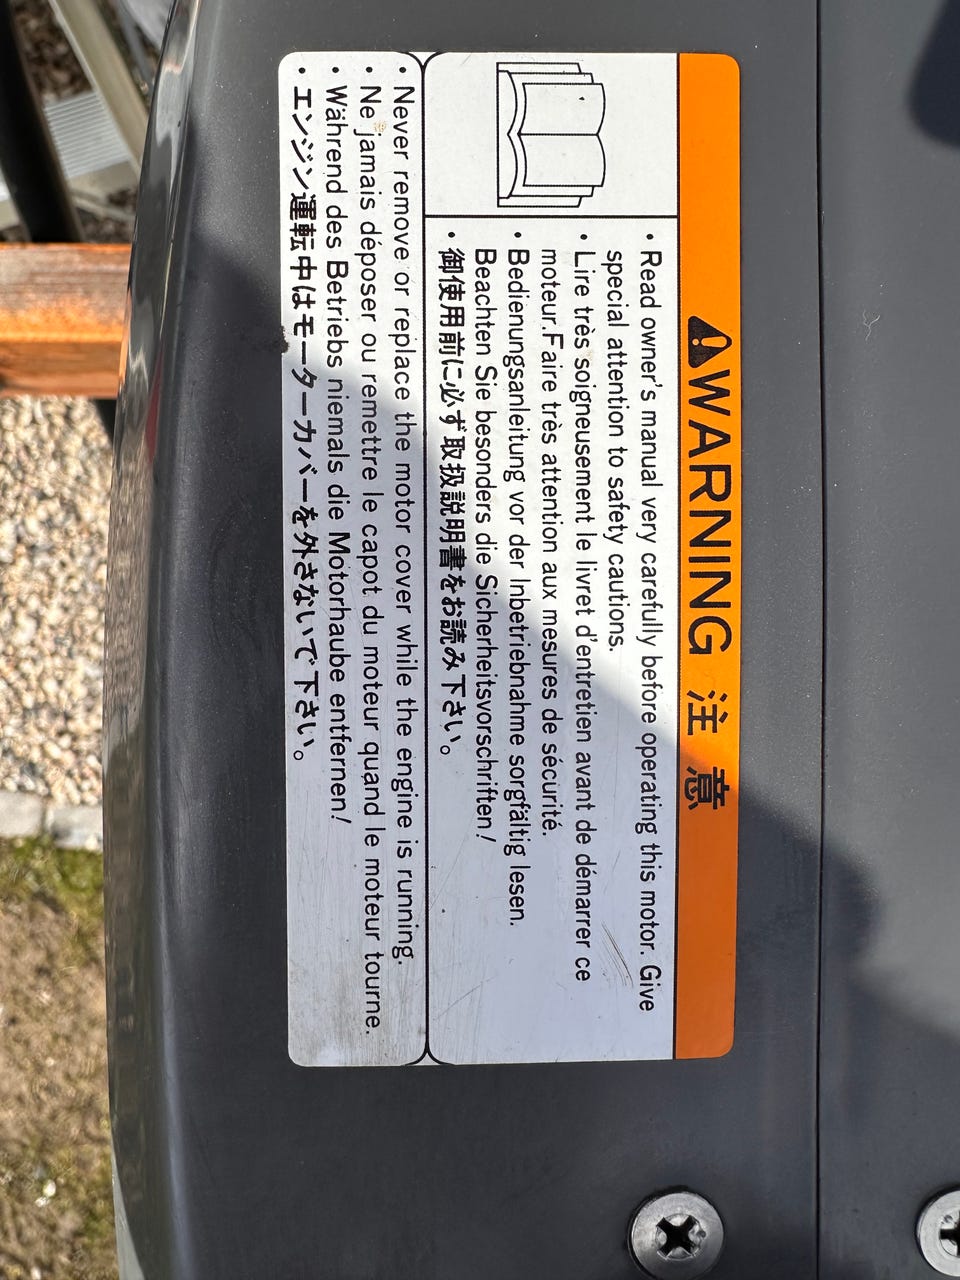 WARNING 注意
• Read owner's manual very carefully before operating this motor. Give
special attention to safety cautions.
• Lire très soigneusement le livret d'entretien avant de démarrer ce
moteur.Faire très attention aux mesures de sécurité.
• Bedienungsanleitung vor der Inbetriebnahme sorgfältig lesen.
Beachten Sie besonders die Sicherheitsvorschriften!
• 御使用前に必ず取扱説明書をお読み下さい。
• Never remove or replace the motor cover while the engine is running.
• Ne jamais déposer ou remettre le capot du moteur quand le moteur tourne.
• Während des Betriebs niemals die Motorhaube entfernen!
• エンジン運転中はモーターカバーを外さないで下さい。